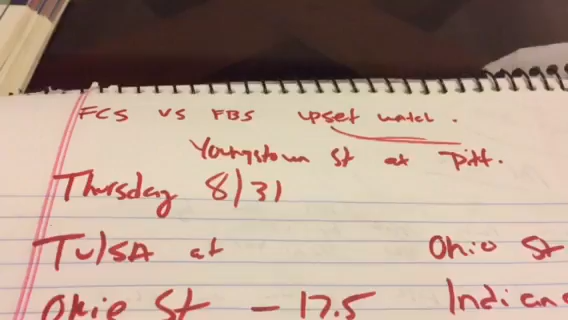 FCS vs FBS upset watch.
Youngstown St at Pitt.
Thursday 8/31
TulSA at
Okie St - 17.5
Ohio St
Indiana